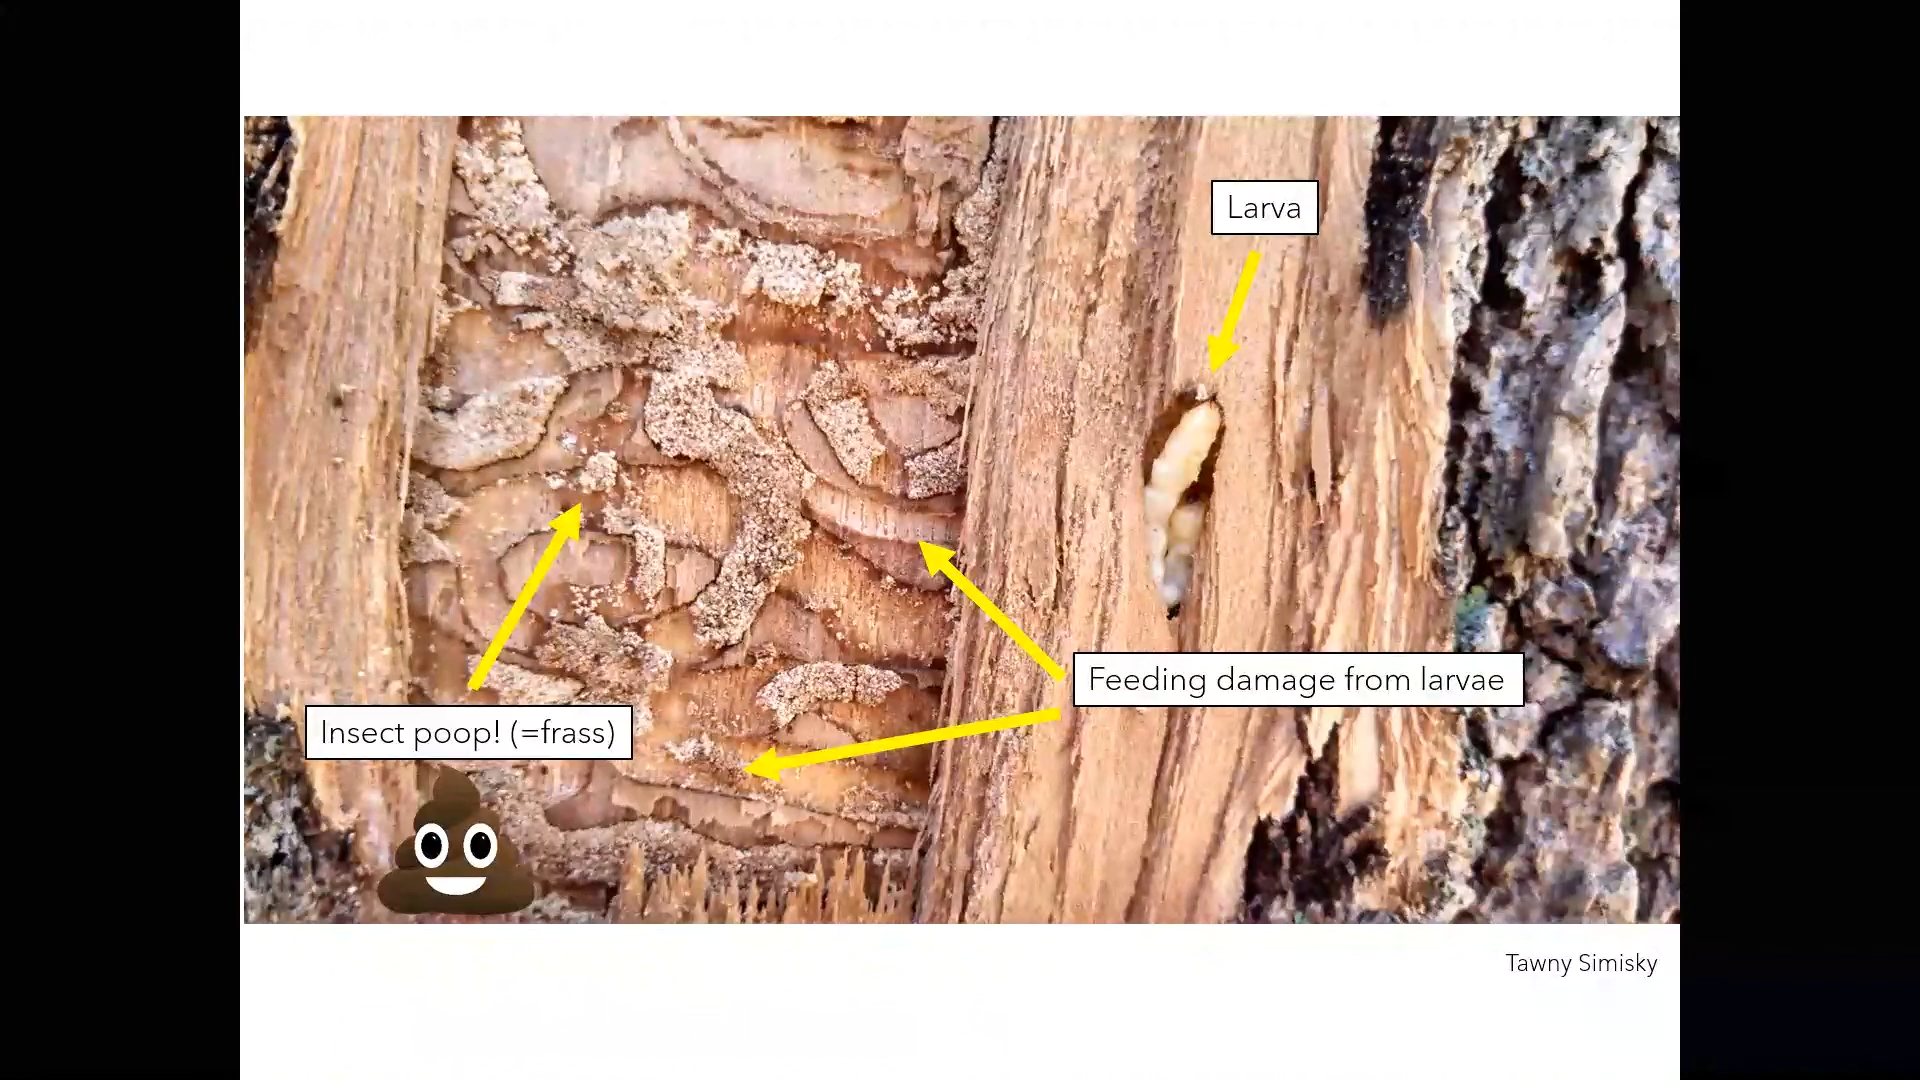 Larva
Feeding damage from larvae
Insect poop! (=frass)
Tawny Simisky